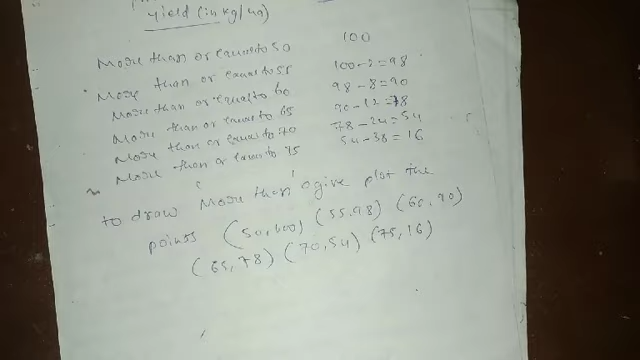 yield (in kg/ha)
More than or equal to 50 100
More than or equal to 55 100-2=98
More than or equal to 60 98-8=90
More than or equal to 65 90-12=78
More than or equal to 70 78-24=54
More than or equal to 75 54-38=16
to draw More than ogive plot the
points (50,100) (55,98) (60,90)
(65,78) (70,54) (75,16)